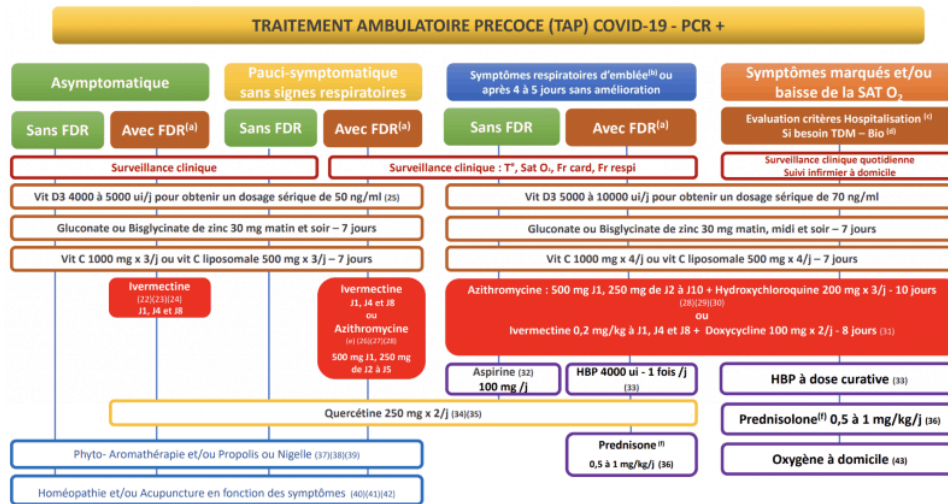 TRAITEMENT AMBULATOIRE PRECOCE (TAP) COVID-19 - PCR +
Asymptomatique
Pauci-symptomatique
sans signes respiratoires
Symptômes respiratoires d'emblée(b) ou
après 4 à 5 jours sans amélioration
Symptômes marqués et/ou
baisse de la SAT O2
Sans FDR
Avec FDR(a)
Sans FDR
Avec FDR(a)
Sans FDR
Avec FDR(a)
Evaluation critères Hospitalisation (c)
Si besoin TDM – Bio (d)
Surveillance clinique
Surveillance clinique : T°, Sat O2, Fr card, Fr respi
Surveillance clinique quotidienne
Suivi infirmier à domicile
Vit D3 4000 à 5000 ui/j pour obtenir un dosage sérique de 50 ng/ml (25)
Vit D3 5000 à 10000 ui/j pour obtenir un dosage sérique de 70 ng/ml
Gluconate ou Bisglycinate de zinc 30 mg matin et soir – 7 jours
Gluconate ou Bisglycinate de zinc 30 mg matin, midi et soir – 7 jours
Vit C 1000 mg x 3/j ou vit C liposomale 500 mg x 3/j – 7 jours
Vit C 1000 mg x 4/j ou vit C liposomale 500 mg x 4/j – 7 jours
Ivermectine
(22)(23)(24)
J1, J4 et J8
Ivermectine
J1, J4 et J8
ou
Azithromycine
(e) (26)(27)(28)
500 mg J1, 250 mg
de J2 à J5
Azithromycine : 500 mg J1, 250 mg de J2 à J10 + Hydroxychloroquine 200 mg x 3/j - 10 jours
(28)(29)(30)
ou
Ivermectine 0,2 mg/kg à J1, J4 et J8 + Doxycycline 100 mg x 2/j - 8 jours (31)
Aspirine (32)
100 mg /j
HBP 4000 ui - 1 fois /j
(33)
HBP à dose curative (33)
Quercétine 250 mg x 2/j (34)(35)
Prednisolone(f) 0,5 à 1 mg/kg/j (36)
Prednisone (f)
0,5 à 1 mg/kg/j (36)
Phyto- Aromathérapie et/ou Propolis ou Nigelle (37)(38)(39)
Oxygène à domicile (43)
Homéopathie et/ou Acupuncture en fonction des symptômes (40)(41)(42)